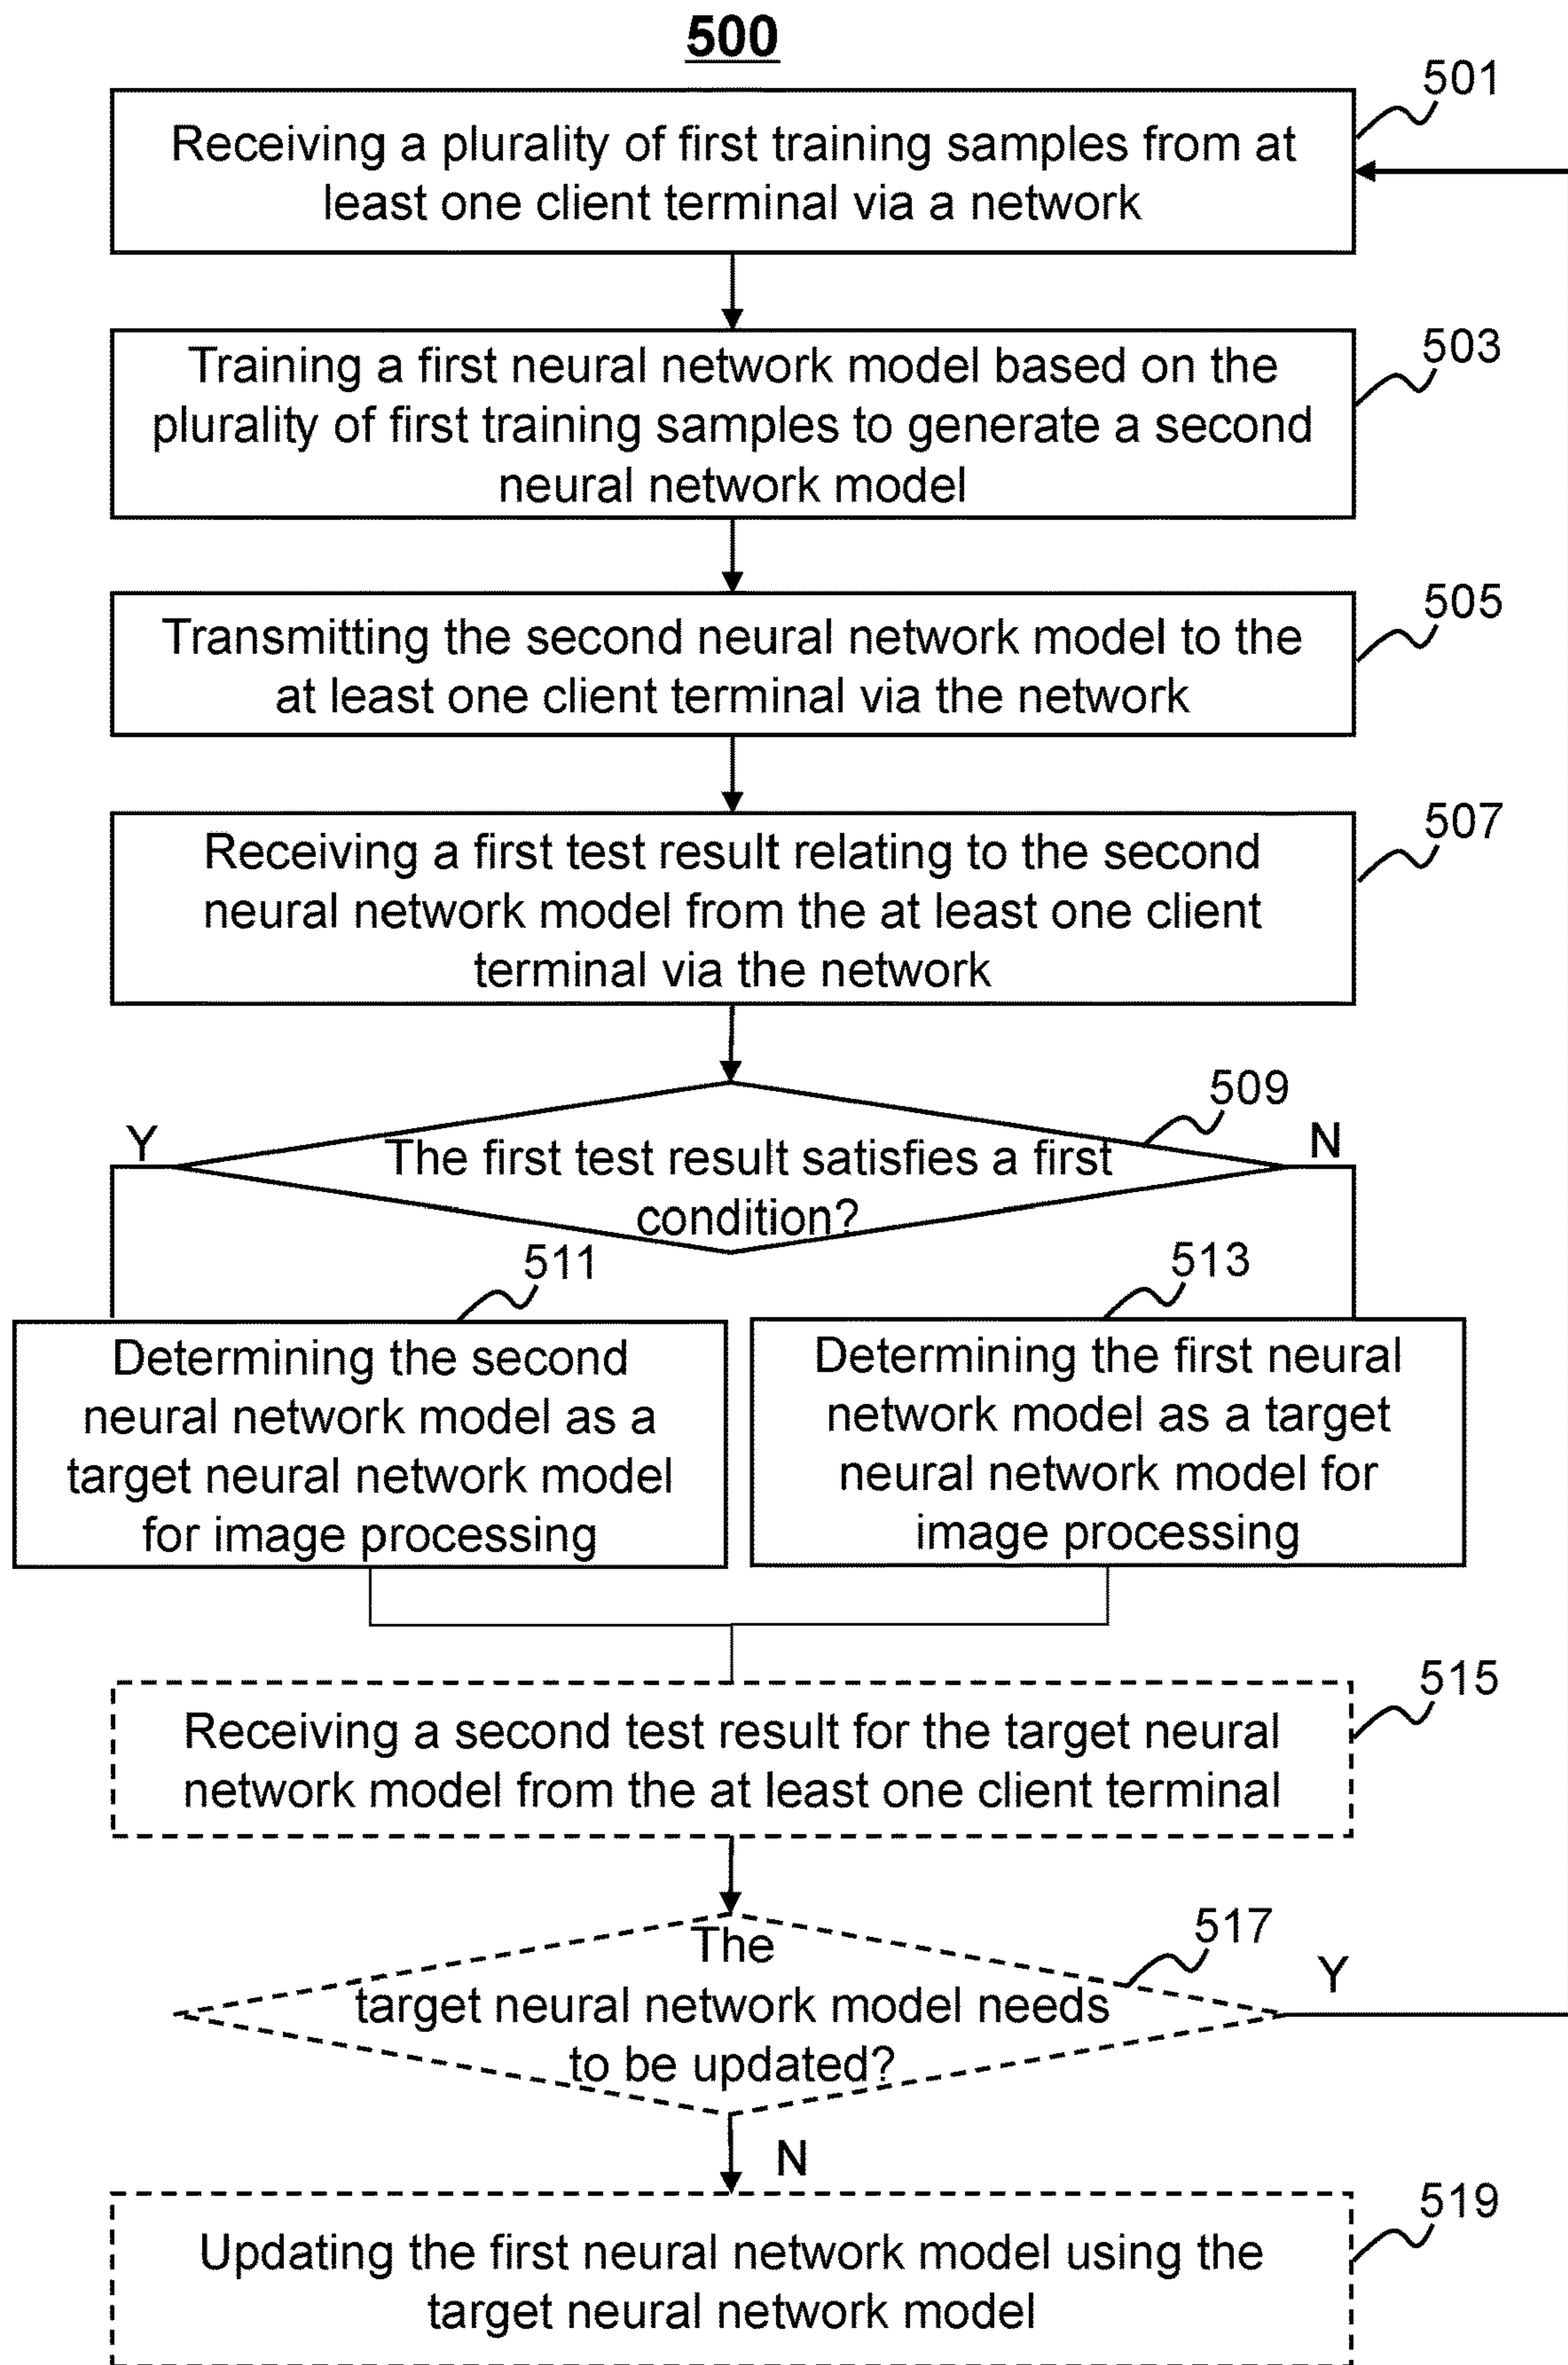 500
501
Receiving a plurality of first training samples from at
least one client terminal via a network
503
Training a first neural network model based on the
plurality of first training samples to generate a second
neural network model
505
Transmitting the second neural network model to the
at least one client terminal via the network
507
Receiving a first test result relating to the second
neural network model from the at least one client
terminal via the network
509
Y
N
The first test result satisfies a first
condition?
511
513
Determining the second
neural network model as a
target neural network model
for image processing
Determining the first neural
network model as a target
neural network model for
image processing
515
Receiving a second test result for the target neural
network model from the at least one client terminal
517
The
target neural network model needs
to be updated?
Y
N
519
Updating the first neural network model using the
target neural network model